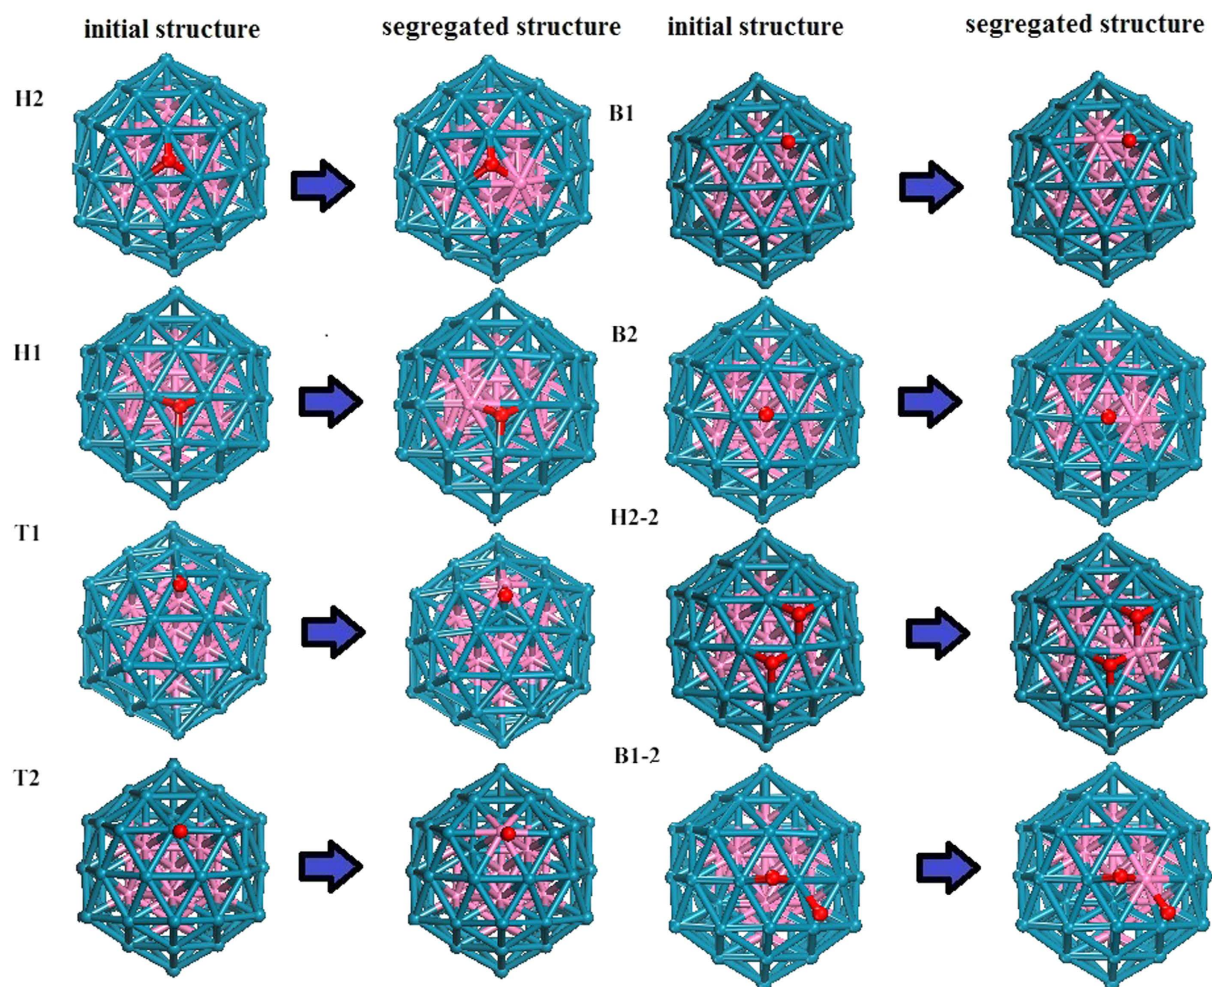 initial structure
segregated structure
initial structure
segregated structure
H2
B1
H1
B2
T1
H2-2
T2
B1-2